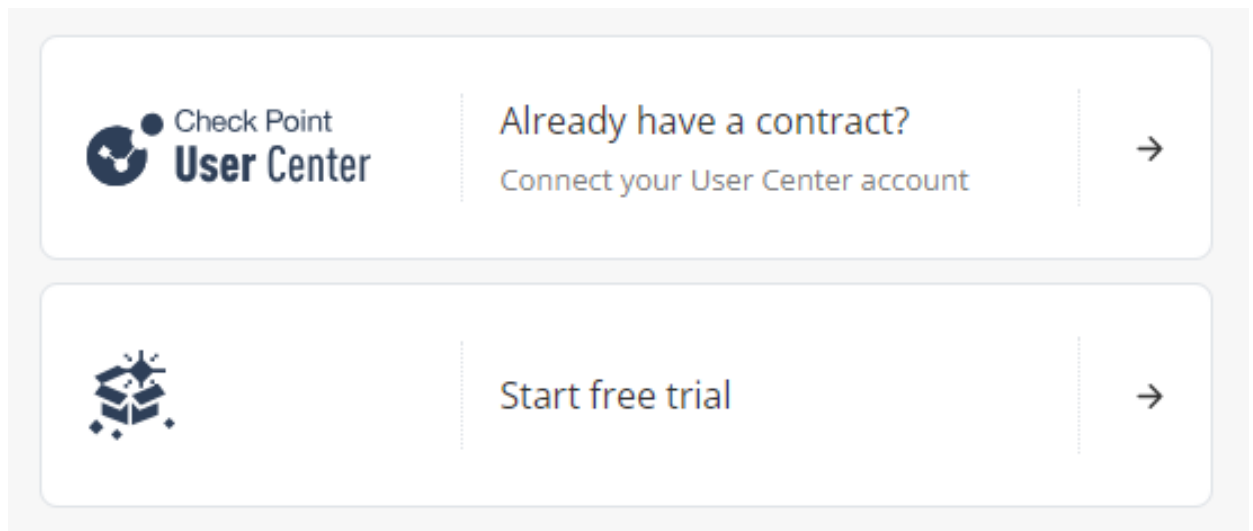 Check Point
User Center
Already have a contract?
Connect your User Center account
Start free trial